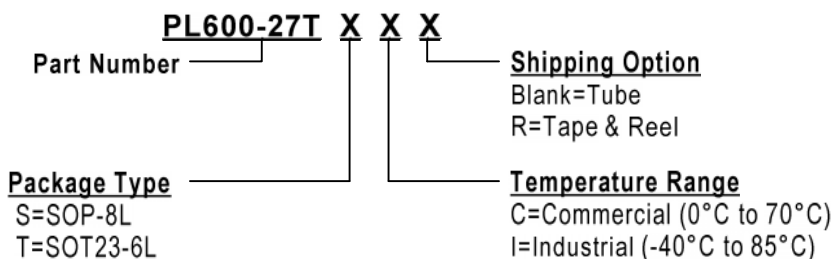 PL600-27T X X X
Part Number
Shipping Option
Blank=Tube
R=Tape & Reel
Package Type
S=SOP-8L
T=SOT23-6L
Temperature Range
C=Commercial (0°C to 70°C)
I=Industrial (-40°C to 85°C)